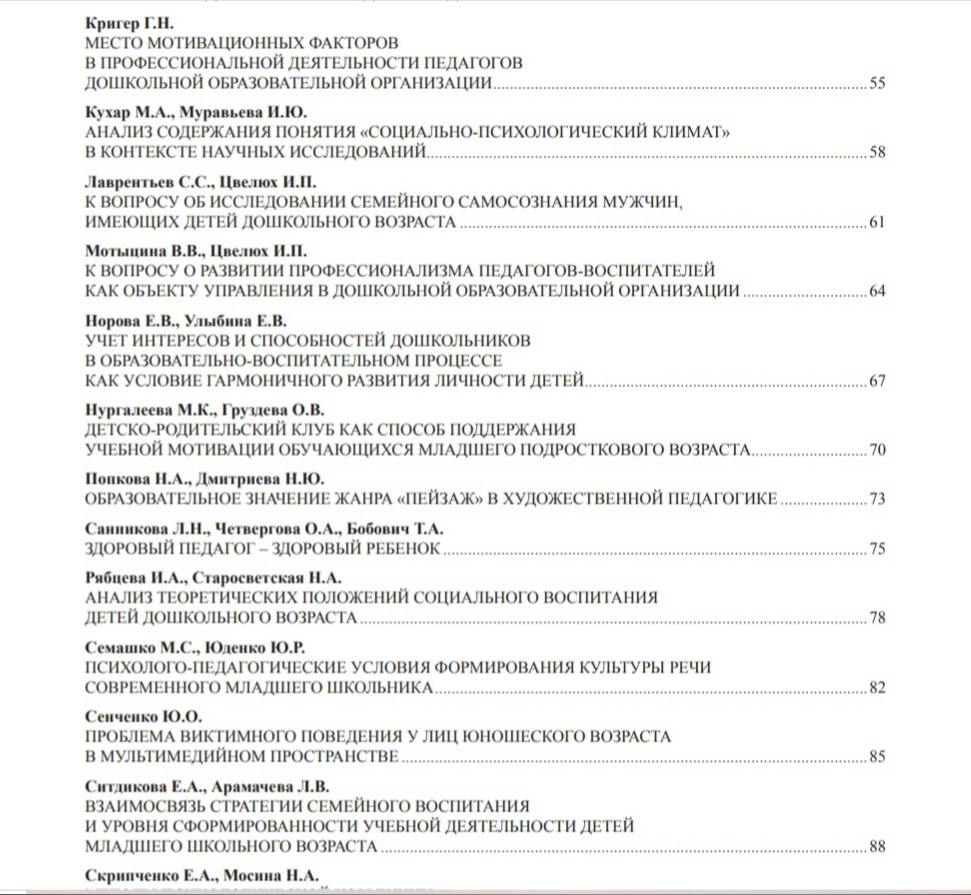 Кригер Г.Н.
МЕСТО МОТИВАЦИОННЫХ ФАКТОРОВ
В ПРОФЕССИОНАЛЬНОЙ ДЕЯТЕЛЬНОСТИ ПЕДАГОГОВ
ДОШКОЛЬНОЙ ОБРАЗОВАТЕЛЬНОЙ ОРГАНИЗАЦИИ 55
Кухар М.А., Муравьева И.Ю.
АНАЛИЗ СОДЕРЖАНИЯ ПОНЯТИЯ «СОЦИАЛЬНО-ПСИХОЛОГИЧЕСКИЙ КЛИМАТ»
В КОНТЕКСТЕ НАУЧНЫХ ИССЛЕДОВАНИЙ 58
Лаврентьев С.С., Цвелюх И.П.
К ВОПРОСУ ОБ ИССЛЕДОВАНИИ СЕМЕЙНОГО САМОСОЗНАНИЯ МУЖЧИН,
ИМЕЮЩИХ ДЕТЕЙ ДОШКОЛЬНОГО ВОЗРАСТА 61
Мотыцина В.В., Цвелюх И.П.
К ВОПРОСУ О РАЗВИТИИ ПРОФЕССИОНАЛИЗМА ПЕДАГОГОВ-ВОСПИТАТЕЛЕЙ
КАК ОБЪЕКТУ УПРАВЛЕНИЯ В ДОШКОЛЬНОЙ ОБРАЗОВАТЕЛЬНОЙ ОРГАНИЗАЦИИ 64
Норова Е.В., Улыбина Е.В.
УЧЕТ ИНТЕРЕСОВ И СПОСОБНОСТЕЙ ДОШКОЛЬНИКОВ
В ОБРАЗОВАТЕЛЬНО-ВОСПИТАТЕЛЬНОМ ПРОЦЕССЕ
КАК УСЛОВИЕ ГАРМОНИЧНОГО РАЗВИТИЯ ЛИЧНОСТИ ДЕТЕЙ 67
Нургалеева М.К., Груздева О.В.
ДЕТСКО-РОДИТЕЛЬСКИЙ КЛУБ КАК СПОСОБ ПОДДЕРЖАНИЯ
УЧЕБНОЙ МОТИВАЦИИ ОБУЧАЮЩИХСЯ МЛАДШЕГО ПОДРОСТКОВОГО ВОЗРАСТА 70
Попкова Н.А., Дмитриева Н.Ю.
ОБРАЗОВАТЕЛЬНОЕ ЗНАЧЕНИЕ ЖАНРА «ПЕЙЗАЖ» В ХУДОЖЕСТВЕННОЙ ПЕДАГОГИКЕ 73
Санникова Л.Н., Четвергова О.А., Бобович Т.А.
ЗДОРОВЫЙ ПЕДАГОГ – ЗДОРОВЫЙ РЕБЕНОК 75
Рябцева И.А., Старосветская Н.А.
АНАЛИЗ ТЕОРЕТИЧЕСКИХ ПОЛОЖЕНИЙ СОЦИАЛЬНОГО ВОСПИТАНИЯ
ДЕТЕЙ ДОШКОЛЬНОГО ВОЗРАСТА 78
Семашко М.С., Юденко Ю.Р.
ПСИХОЛОГО-ПЕДАГОГИЧЕСКИЕ УСЛОВИЯ ФОРМИРОВАНИЯ КУЛЬТУРЫ РЕЧИ
СОВРЕМЕННОГО МЛАДШЕГО ШКОЛЬНИКА 82
Сенченко Ю.О.
ПРОБЛЕМА ВИКТИМНОГО ПОВЕДЕНИЯ У ЛИЦ ЮНОШЕСКОГО ВОЗРАСТА
В МУЛЬТИМЕДИЙНОМ ПРОСТРАНСТВЕ 85
Ситдикова Е.А., Арамачева Л.В.
ВЗАИМОСВЯЗЬ СТРАТЕГИИ СЕМЕЙНОГО ВОСПИТАНИЯ
И УРОВНЯ СФОРМИРОВАННОСТИ УЧЕБНОЙ ДЕЯТЕЛЬНОСТИ ДЕТЕЙ
МЛАДШЕГО ШКОЛЬНОГО ВОЗРАСТА 88
Скрипченко Е.А., Мосина Н.А.